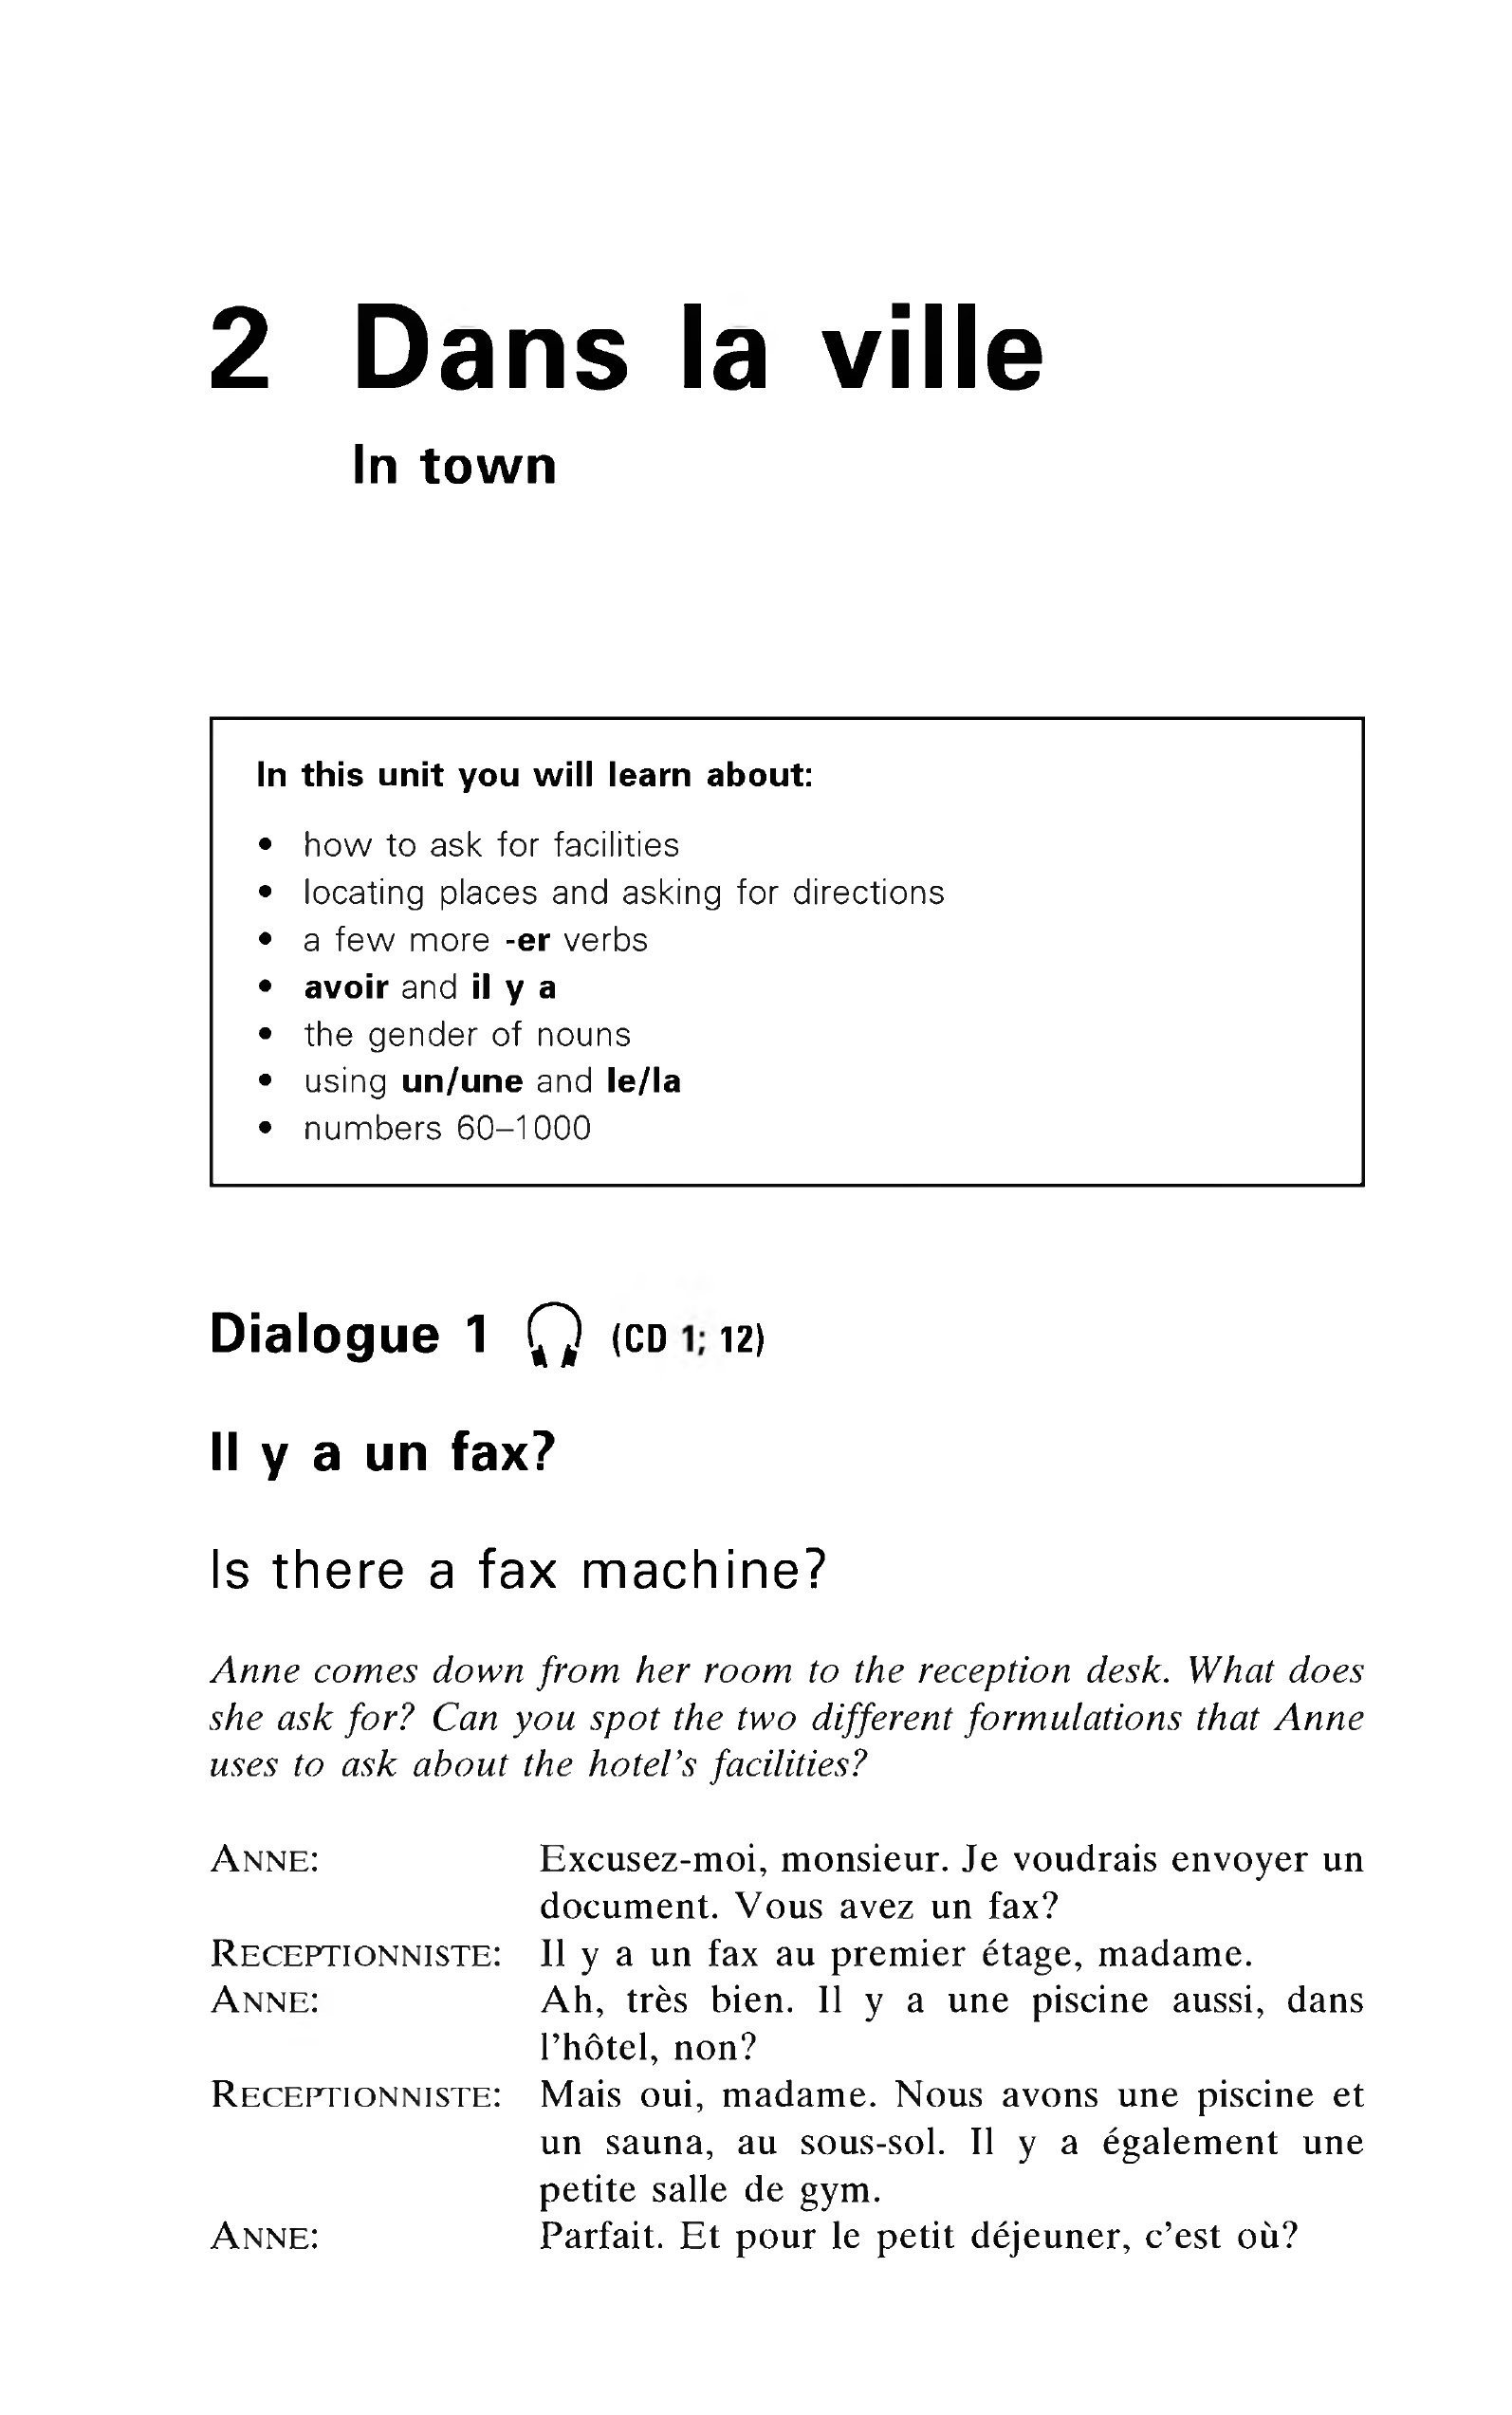 2 Dans la ville
In town
In this unit you will learn about:
• how to ask for facilities
• locating places and asking for directions
• a few more -er verbs
• avoir and il y a
• the gender of nouns
• using un/une and le/la
• numbers 60–1000
Dialogue 1 (CD 1; 12)
Il y a un fax?
Is there a fax machine?
Anne comes down from her room to the reception desk. What does
she ask for? Can you spot the two different formulations that Anne
uses to ask about the hotel's facilities?
ANNE: Excusez-moi, monsieur. Je voudrais envoyer un
document. Vous avez un fax?
RECEPTIONNISTE: Il y a un fax au premier étage, madame.
ANNE: Ah, très bien. Il y a une piscine aussi, dans
l'hôtel, non?
RECEPTIONNISTE: Mais oui, madame. Nous avons une piscine et
un sauna, au sous-sol. Il y a également une
petite salle de gym.
ANNE: Parfait. Et pour le petit déjeuner, c'est où?